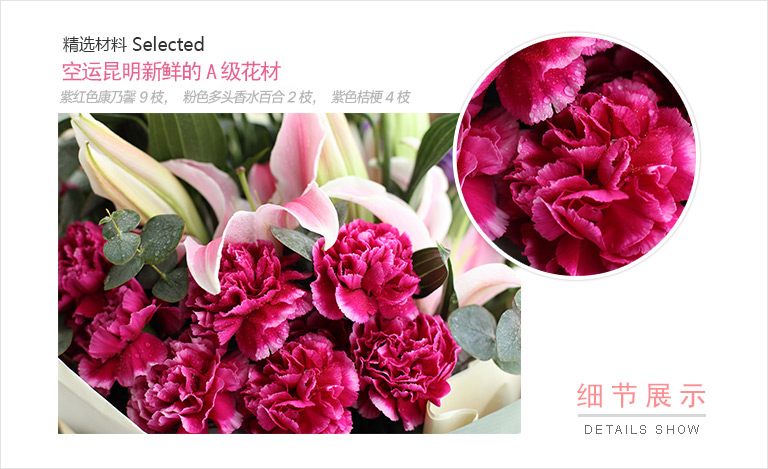 精选材料 Selected
空运昆明新鲜的 A 级花材
紫红色康乃馨 9 枝， 粉色多头香水百合 2 枝， 紫色桔梗 4 枝
细节展示
DETAILS SHOW